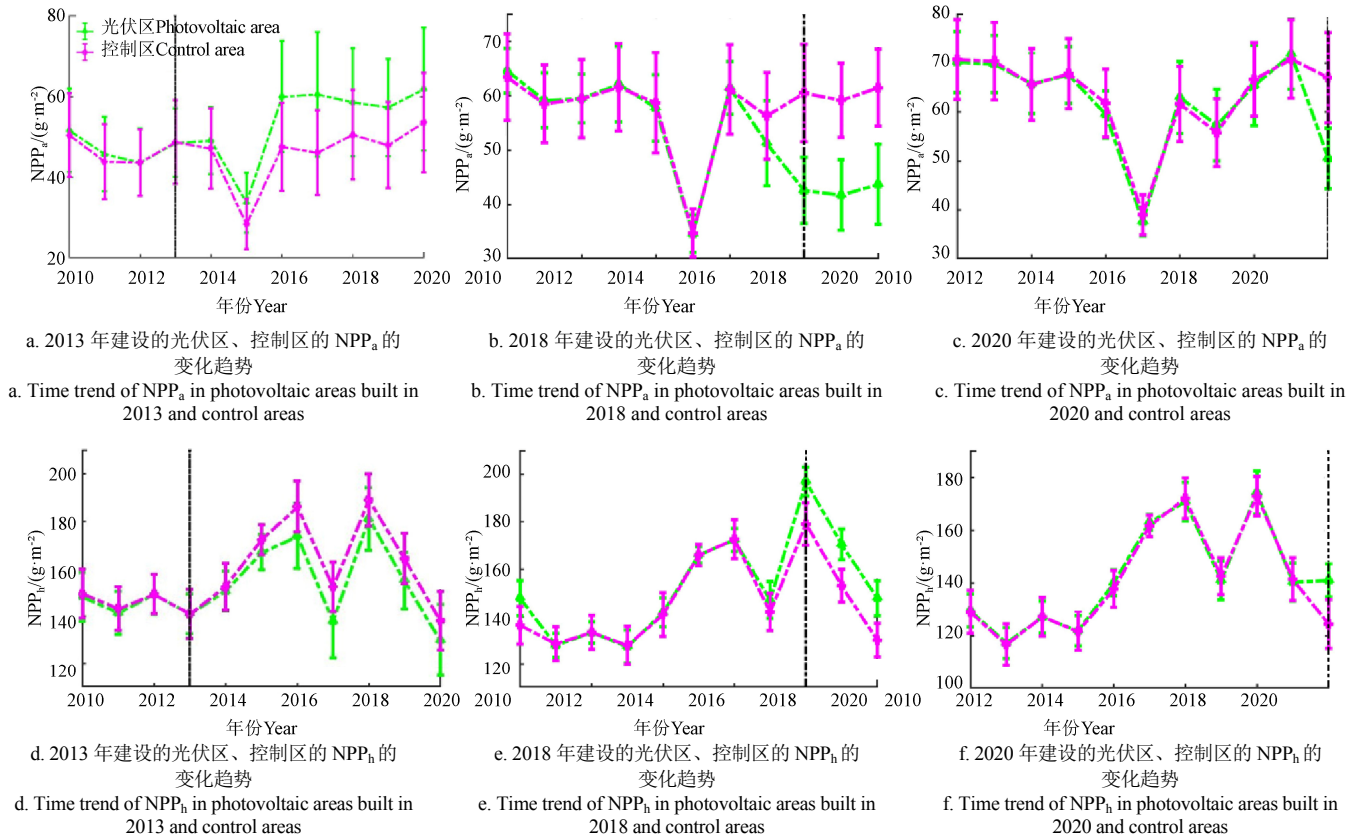 80
60
40
20
NPPa/(g·m⁻²)
光伏区Photovoltaic area
控制区Control area
2010 2012 2014 2016 2018 2020
年份Year
a. 2013 年建设的光伏区、控制区的 NPPa 的
变化趋势
a. Time trend of NPPa in photovoltaic areas built in
2013 and control areas
70
60
50
40
30
NPPa/(g·m⁻²)
2010 2012 2014 2016 2018 2020 2010
年份Year
b. 2018 年建设的光伏区、控制区的 NPPa 的
变化趋势
b. Time trend of NPPa in photovoltaic areas built in
2018 and control areas
80
70
60
50
40
30
NPPa/(g·m⁻²)
2012 2014 2016 2018 2020
年份Year
c. 2020 年建设的光伏区、控制区的 NPPa 的
变化趋势
c. Time trend of NPPa in photovoltaic areas built in
2020 and control areas
200
180
160
140
120
NPPh/(g·m⁻²)
2010 2012 2014 2016 2018 2020
年份Year
d. 2013 年建设的光伏区、控制区的 NPPh 的
变化趋势
d. Time trend of NPPh in photovoltaic areas built in
2013 and control areas
200
180
160
140
120
NPPh/(g·m⁻²)
2010 2012 2014 2016 2018 2020 2010
年份Year
e. 2018 年建设的光伏区、控制区的 NPPh 的
变化趋势
e. Time trend of NPPh in photovoltaic areas built in
2018 and control areas
180
160
140
120
100
NPPh/(g·m⁻²)
2012 2014 2016 2018 2020
年份Year
f. 2020 年建设的光伏区、控制区的 NPPh 的
变化趋势
f. Time trend of NPPh in photovoltaic areas built in
2020 and control areas